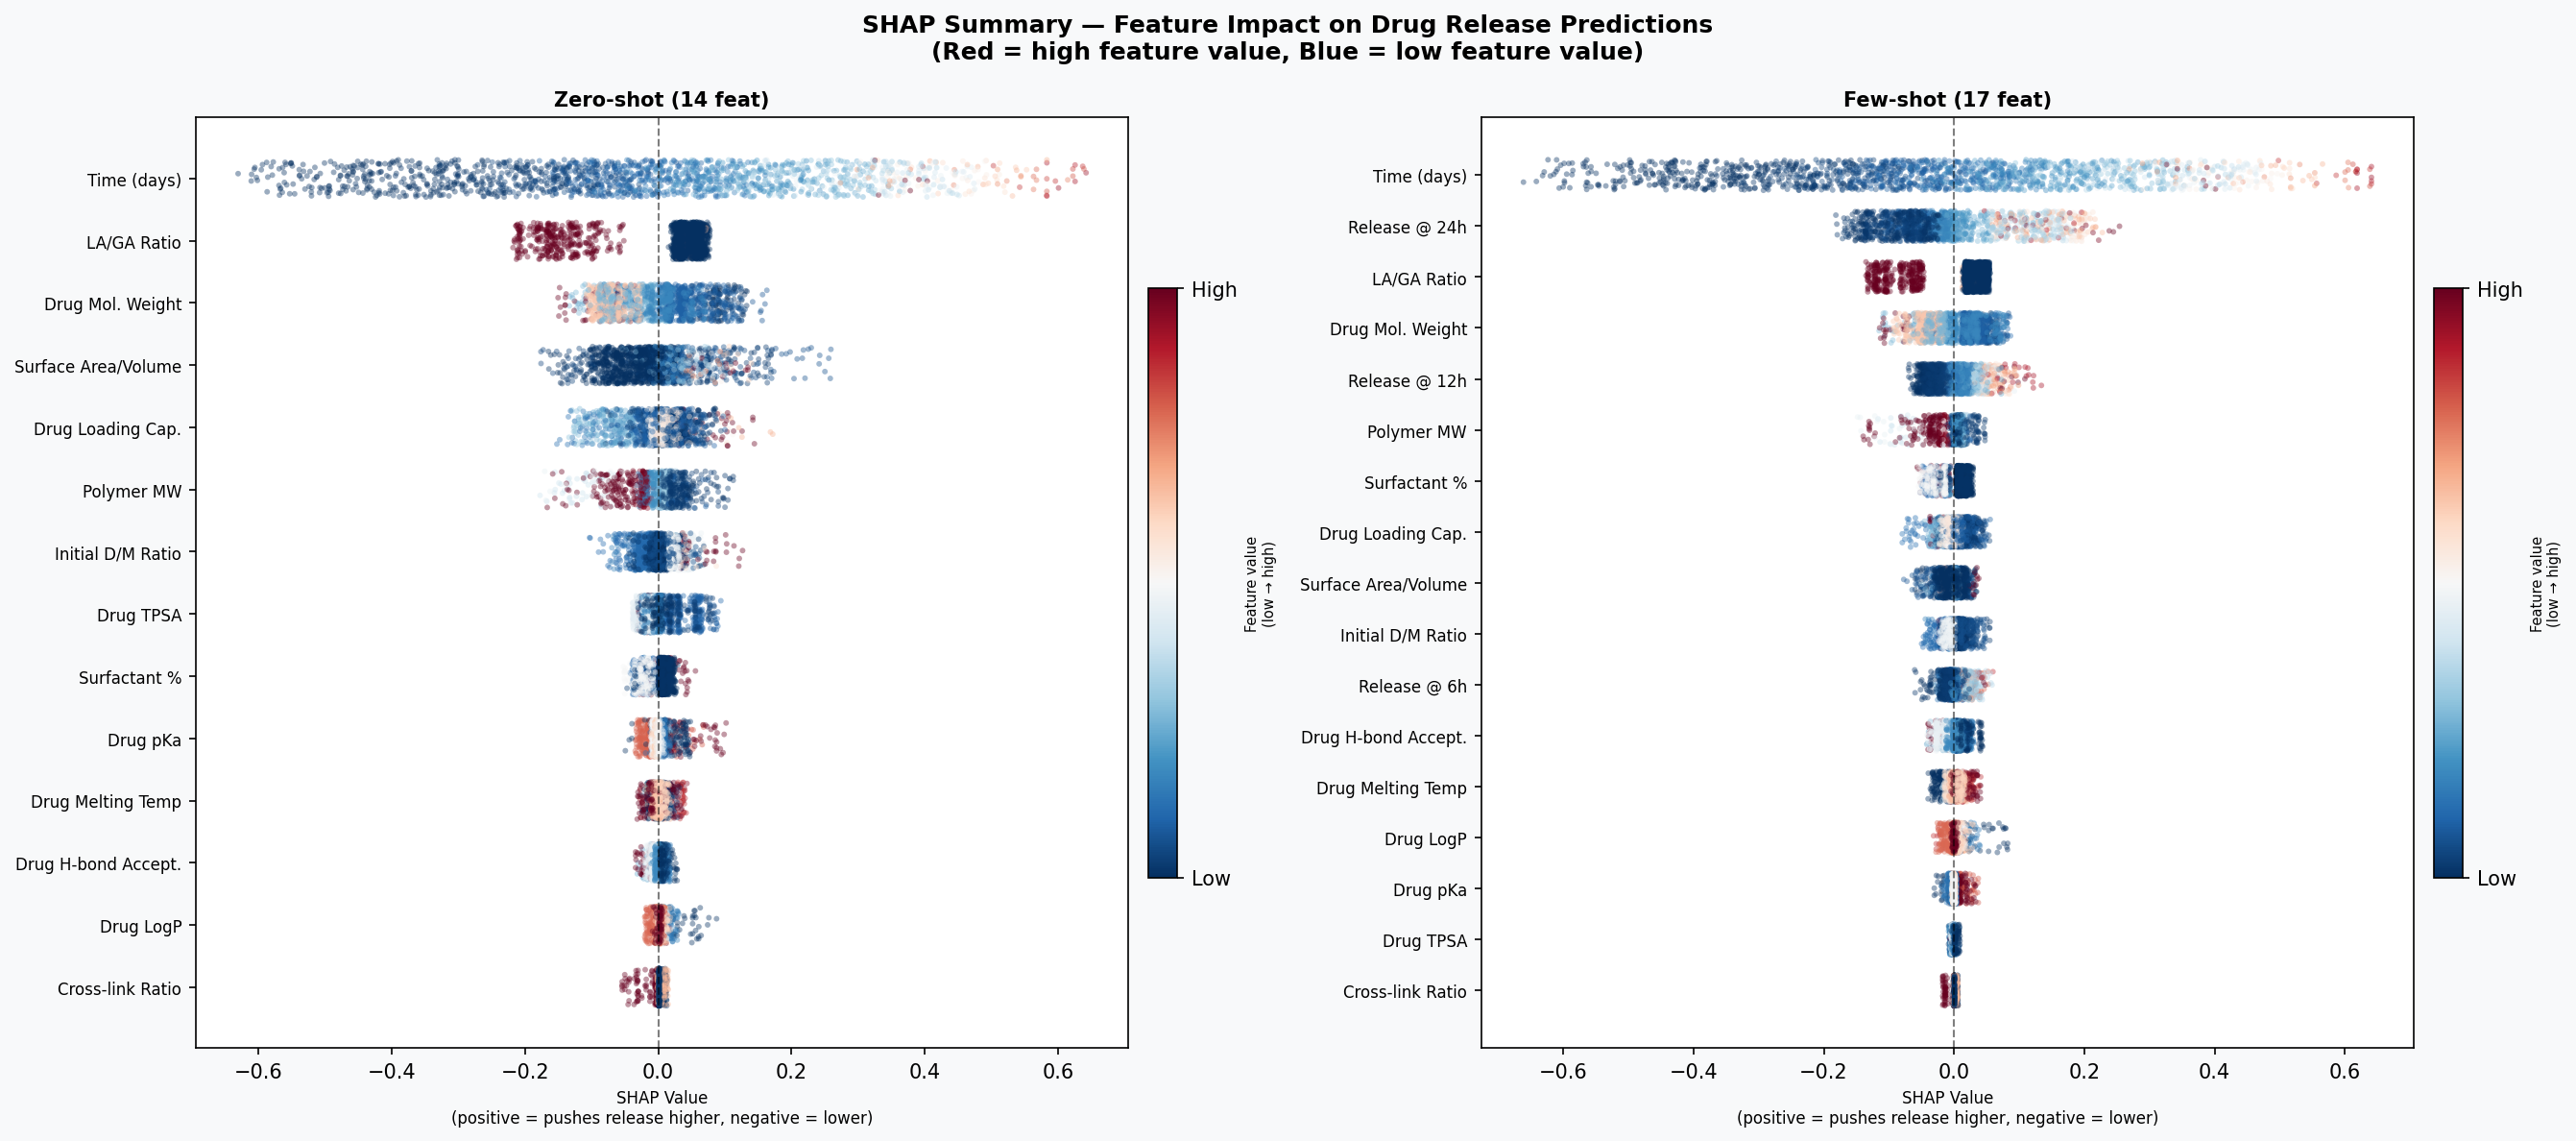 SHAP Summary — Feature Impact on Drug Release Predictions
(Red = high feature value, Blue = low feature value)
Zero-shot (14 feat)
Time (days)
LA/GA Ratio
Drug Mol. Weight
Surface Area/Volume
Drug Loading Cap.
Polymer MW
Initial D/M Ratio
Drug TPSA
Surfactant %
Drug pKa
Drug Melting Temp
Drug H-bond Accept.
Drug LogP
Cross-link Ratio
−0.6 −0.4 −0.2 0.0 0.2 0.4 0.6
SHAP Value
(positive = pushes release higher, negative = lower)
High
Low
Feature value
(low → high)
Few-shot (17 feat)
Time (days)
Release @ 24h
LA/GA Ratio
Drug Mol. Weight
Release @ 12h
Polymer MW
Surfactant %
Drug Loading Cap.
Surface Area/Volume
Initial D/M Ratio
Release @ 6h
Drug H-bond Accept.
Drug Melting Temp
Drug LogP
Drug pKa
Drug TPSA
Cross-link Ratio
−0.6 −0.4 −0.2 0.0 0.2 0.4 0.6
SHAP Value
(positive = pushes release higher, negative = lower)
High
Low
Feature value
(low → high)